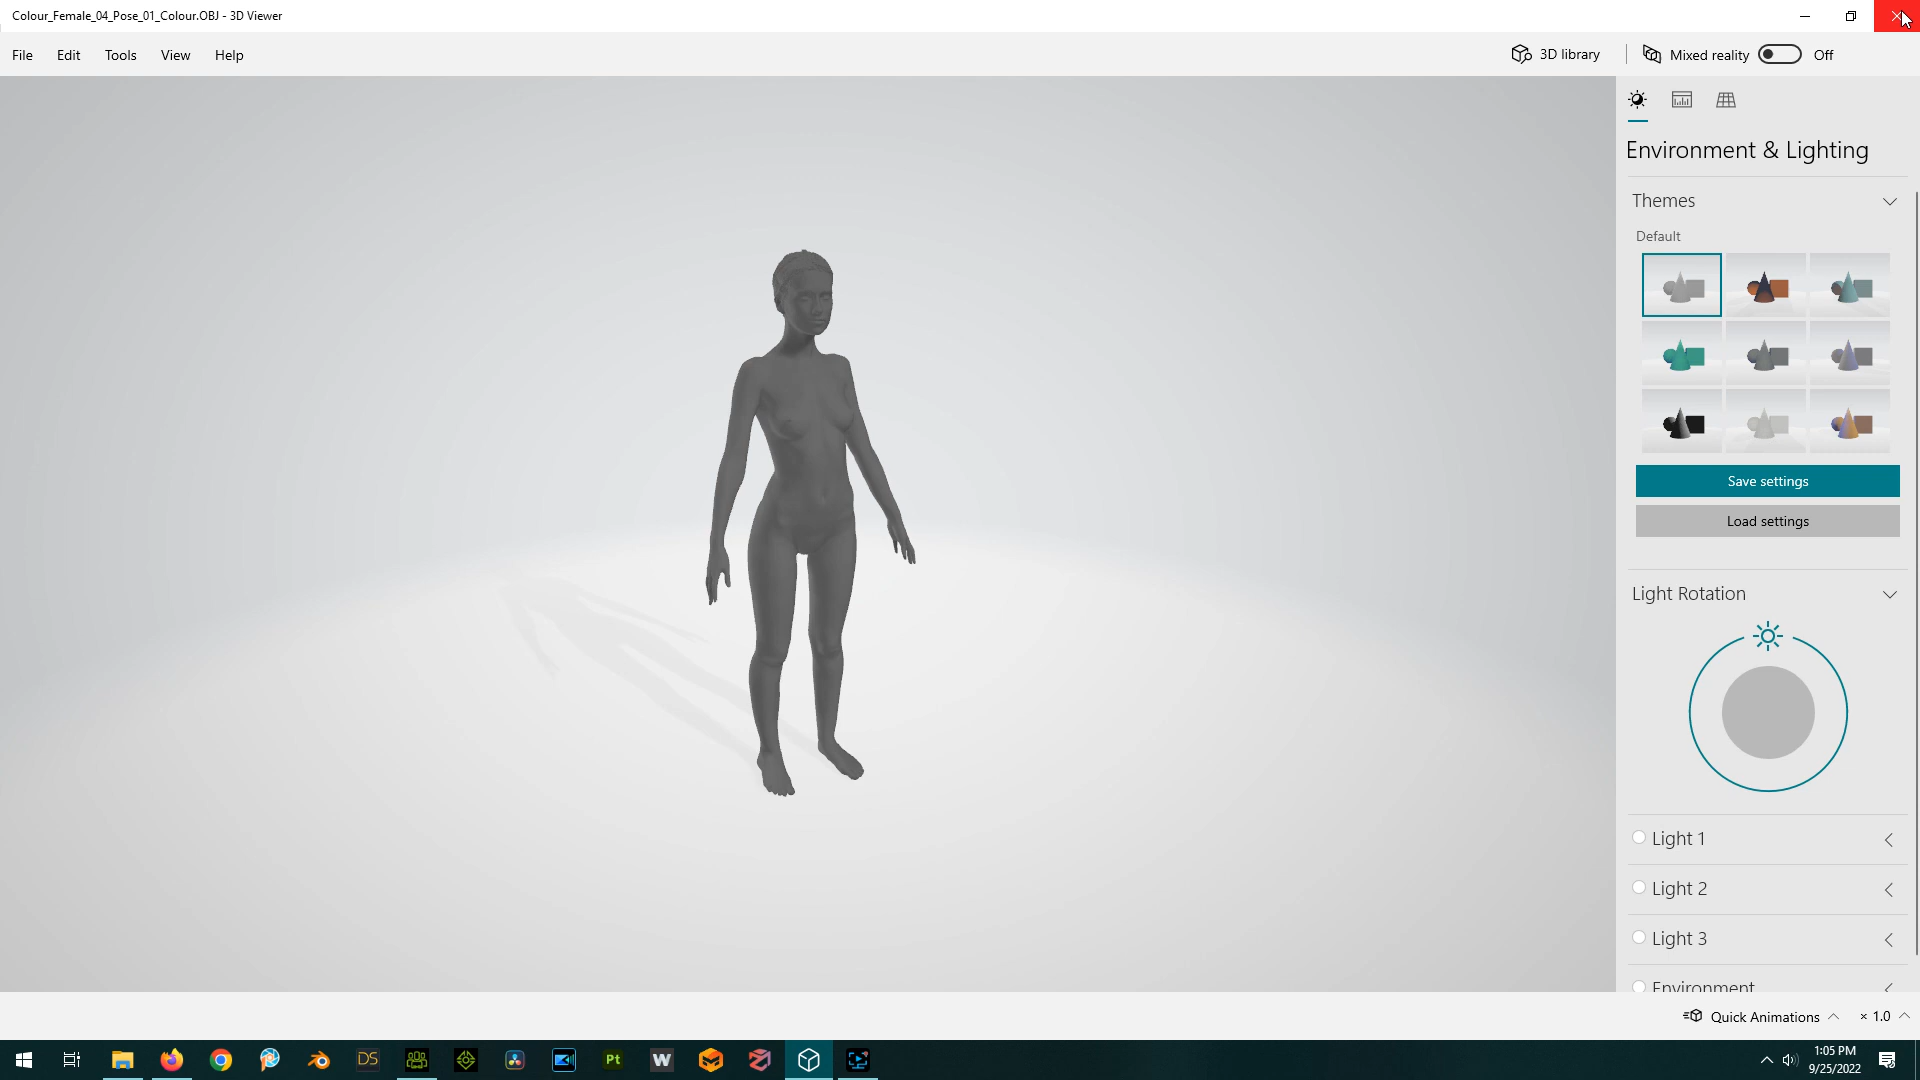 Colour_Female_04_Pose_01_Colour.OBJ - 3D Viewer
File Edit Tools View Help
3D library
Mixed reality Off
Environment & Lighting
Themes
Default
Save settings
Load settings
Light Rotation
Light 1
Light 2
Light 3
Environment
Quick Animations
× 1.0
DS
Pt
W
1:05 PM
9/25/2022